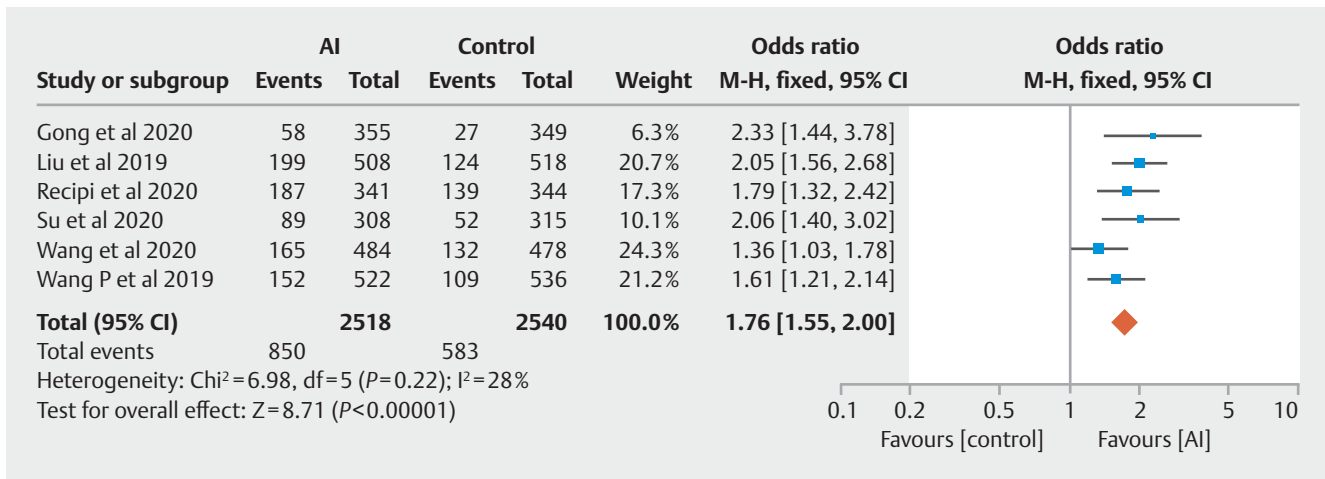 AI Control Odds ratio Odds ratio
Study or subgroup Events Total Events Total Weight M-H, fixed, 95% CI M-H, fixed, 95% CI
Gong et al 2020 58 355 27 349 6.3% 2.33 [1.44, 3.78]
Liu et al 2019 199 508 124 518 20.7% 2.05 [1.56, 2.68]
Recipi et al 2020 187 341 139 344 17.3% 1.79 [1.32, 2.42]
Su et al 2020 89 308 52 315 10.1% 2.06 [1.40, 3.02]
Wang et al 2020 165 484 132 478 24.3% 1.36 [1.03, 1.78]
Wang P et al 2019 152 522 109 536 21.2% 1.61 [1.21, 2.14]
Total (95% CI) 2518 2540 100.0% 1.76 [1.55, 2.00]
Total events 850 583
Heterogeneity: Chi²=6.98, df=5 (P=0.22); I²=28%
Test for overall effect: Z=8.71 (P<0.00001)
0.1 0.2 0.5 1 2 5 10
Favours [control] Favours [AI]